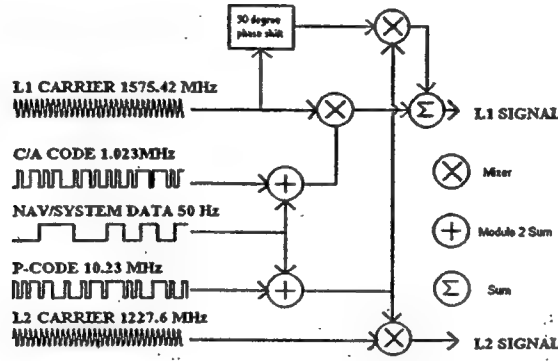 90 degree
phase shift
L1 CARRIER 1575.42 MHz
L1 SIGNAL
C/A CODE 1.023MHz
Mixer
NAV/SYSTEM DATA 50 Hz
Module 2 Sum
P-CODE 10.23 MHz
Σ Sum
L2 CARRIER 1227.6 MHz
L2 SIGNAL